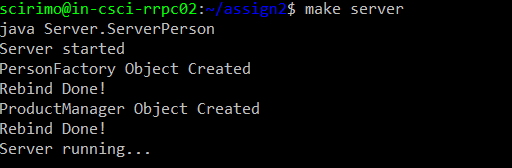 scirimo@in-csci-rrpc02:~/assign2$ make server
java Server.ServerPerson
Server started
PersonFactory Object Created
Rebind Done!
ProductManager Object Created
Rebind Done!
Server running...